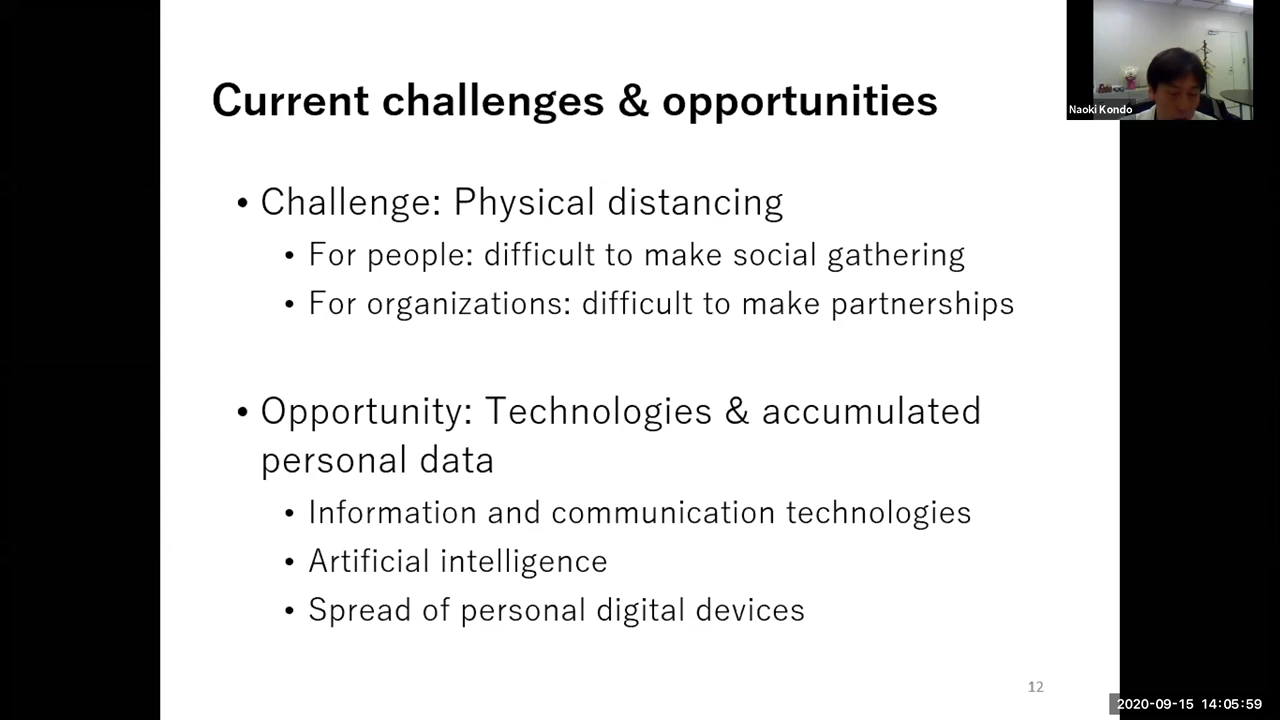 Current challenges & opportunities
Naoki Kondo
• Challenge: Physical distancing
• For people: difficult to make social gathering
• For organizations: difficult to make partnerships
• Opportunity: Technologies & accumulated
personal data
• Information and communication technologies
• Artificial intelligence
• Spread of personal digital devices
12
2020-09-15 14:05:59